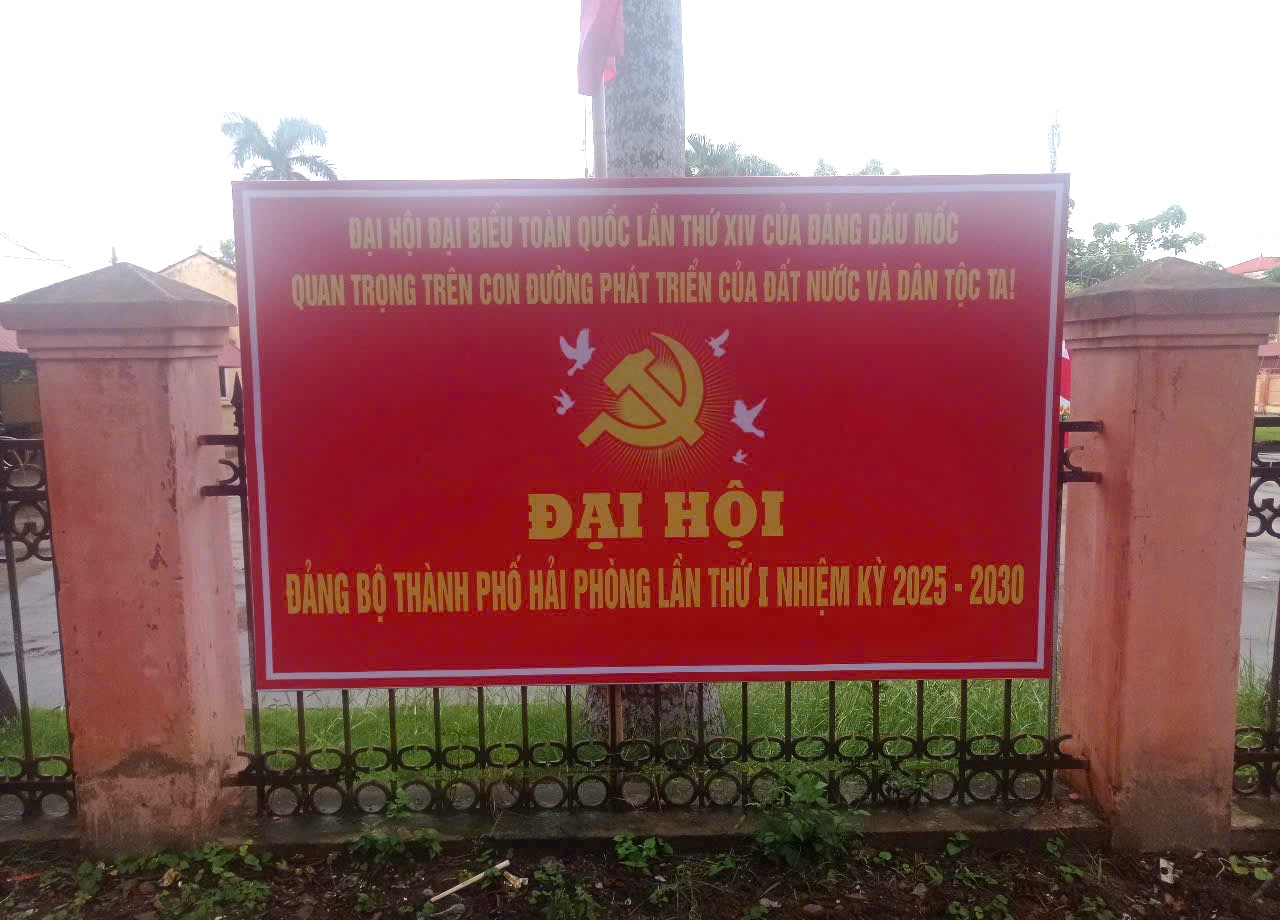 ĐẠI HỘI ĐẠI BIỂU TOÀN QUỐC LẦN THỨ XIV CỦA ĐẢNG DẤU MỐC
QUAN TRỌNG TRÊN CON ĐƯỜNG PHÁT TRIỂN CỦA ĐẤT NƯỚC VÀ DÂN TỘC TA!
ĐẠI HỘI
ĐẢNG BỘ THÀNH PHỐ HẢI PHÒNG LẦN THỨ I NHIỆM KỲ 2025 - 2030